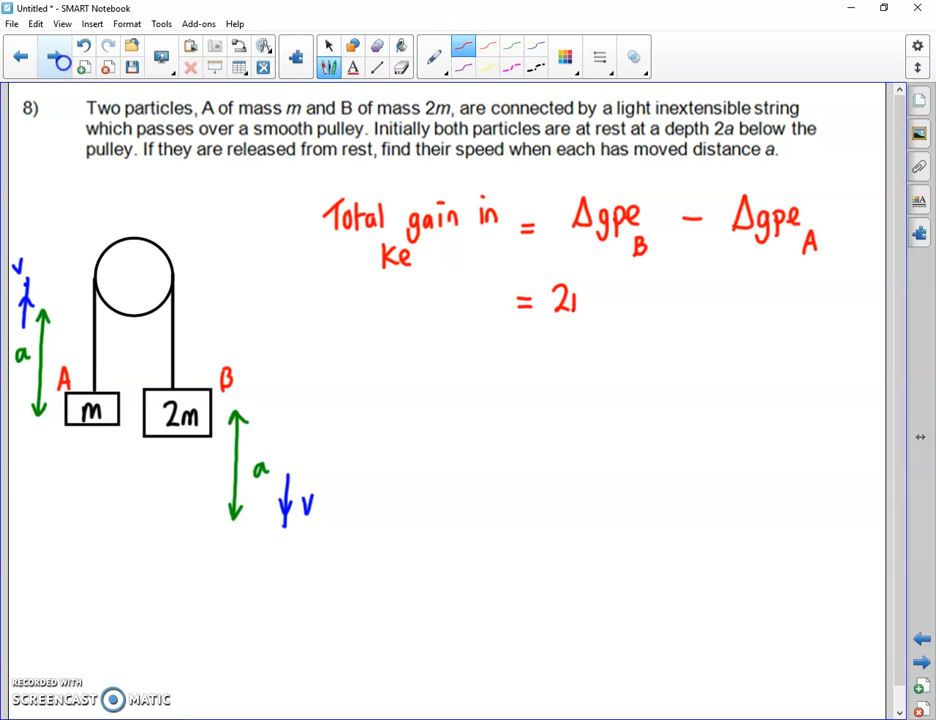 Untitled * - SMART Notebook
File Edit View Insert Format Tools Add-ons Help
8) Two particles, A of mass m and B of mass 2m, are connected by a light inextensible string
which passes over a smooth pulley. Initially both particles are at rest at a depth 2a below the
pulley. If they are released from rest, find their speed when each has moved distance a.
Total gain in = Δgpe - Δgpe
Ke B A
= 2
v
a
A B
m 2m
a
v
RECORDED WITH
SCREENCAST MATIC